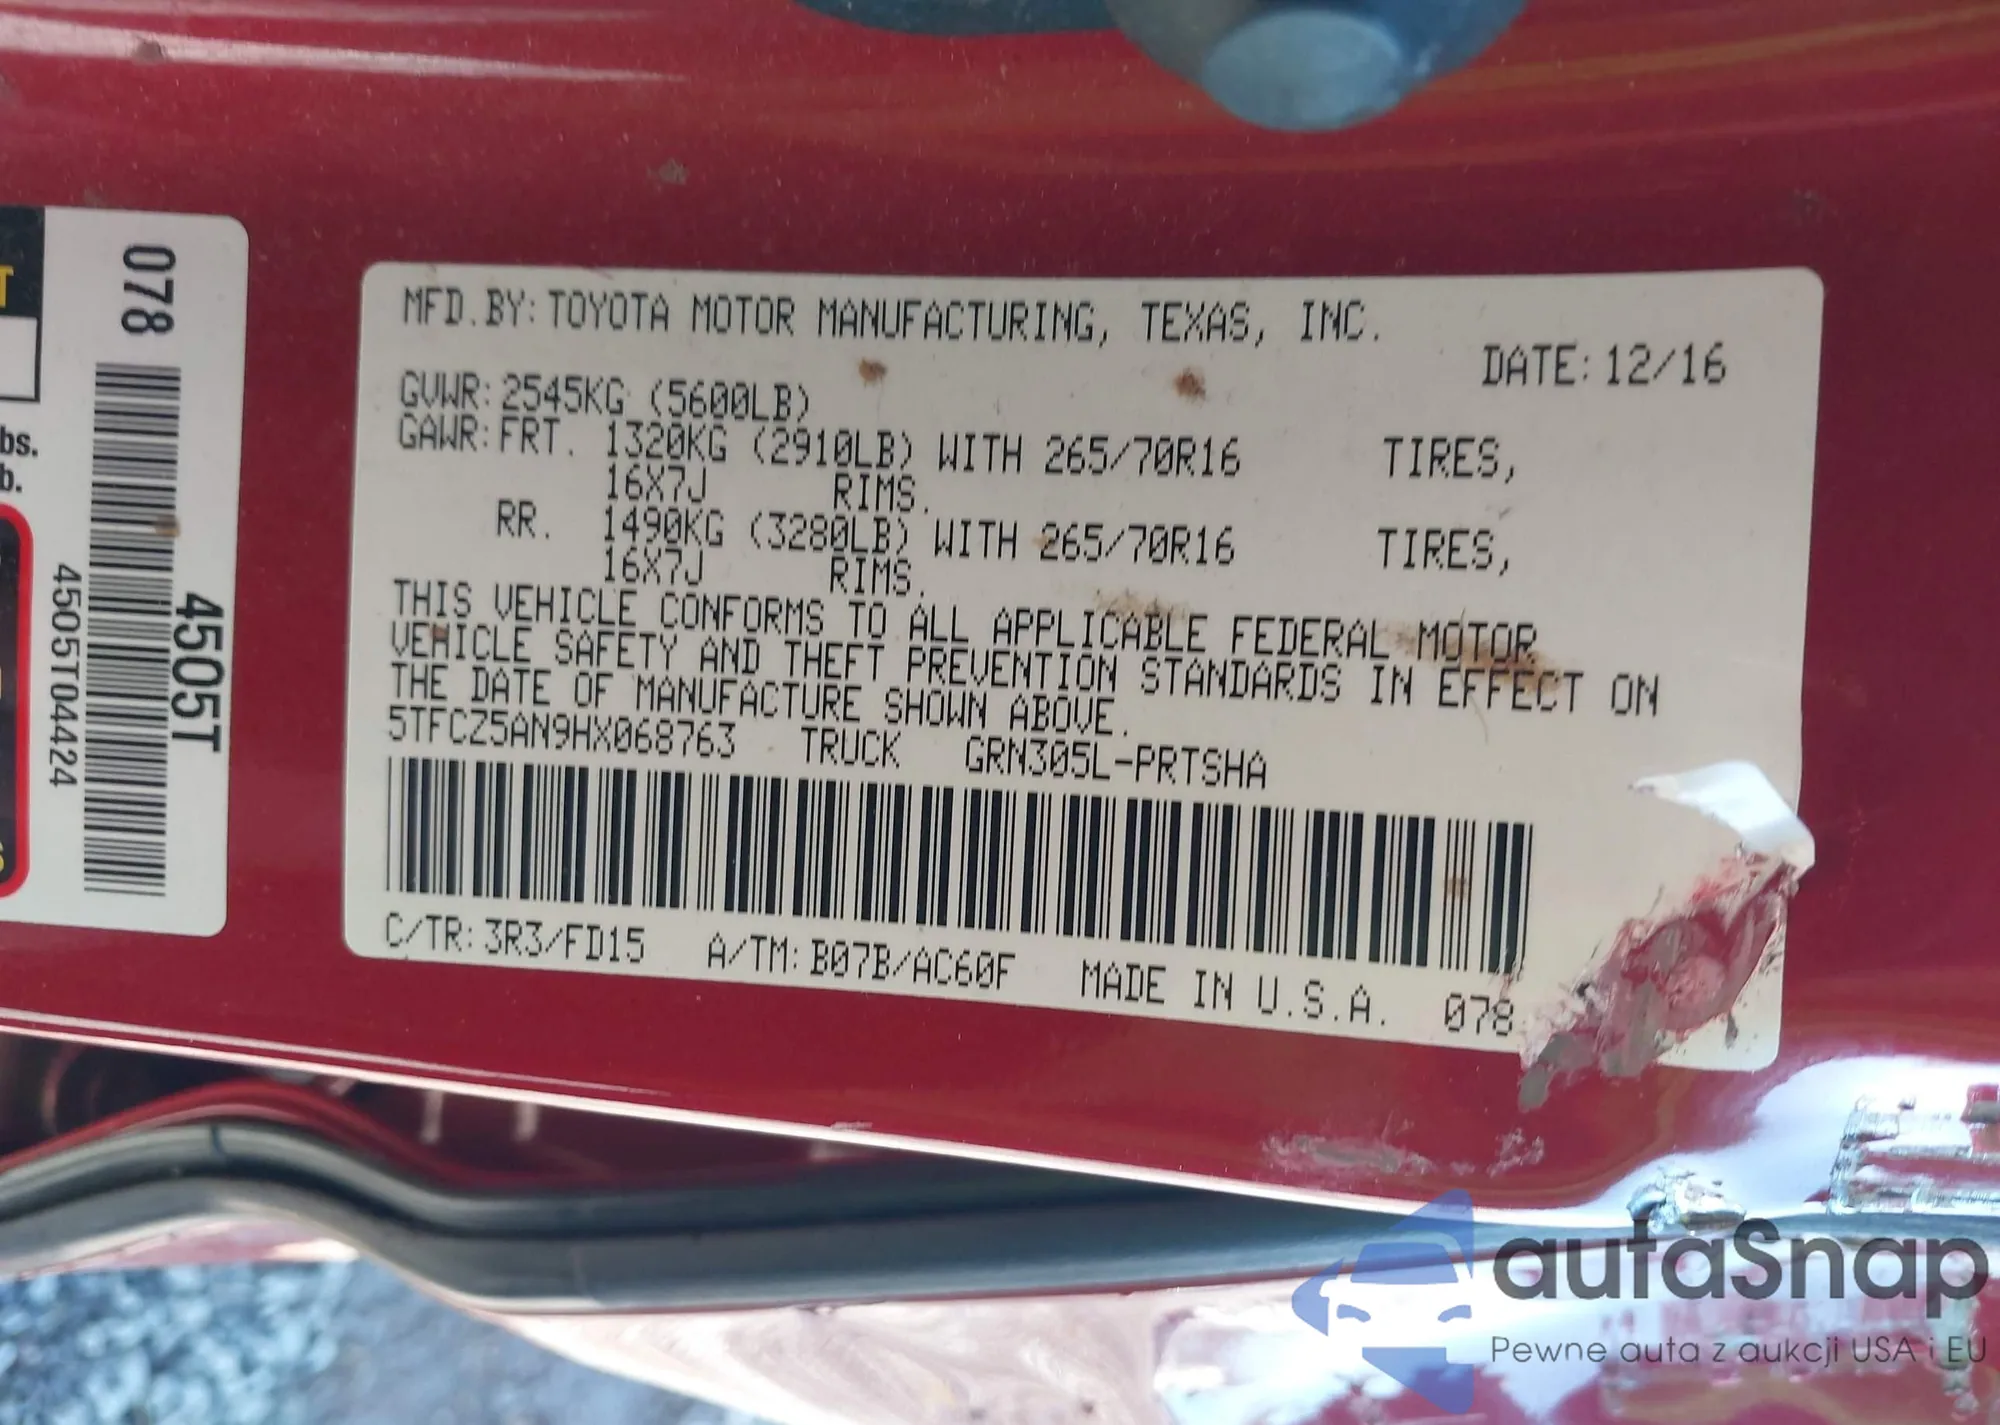 T
bs.
b.
S
078
4505T
4505T04424
MFD.BY: TOYOTA MOTOR MANUFACTURING, TEXAS, INC.
DATE: 12/16
GVWR: 2545KG (5600LB)
GAWR: FRT. 1320KG (2910LB) WITH 265/70R16 TIRES,
16X7J RIMS.
RR. 1490KG (3280LB) WITH 265/70R16 TIRES,
16X7J RIMS.
THIS VEHICLE CONFORMS TO ALL APPLICABLE FEDERAL MOTOR
VEHICLE SAFETY AND THEFT PREVENTION STANDARDS IN EFFECT ON
THE DATE OF MANUFACTURE SHOWN ABOVE.
5TFCZ5AN9HX068763 TRUCK GRN305L-PRTSHA
C/TR: 3R3/FD15 A/TM: B07B/AC60F MADE IN U.S.A. 078
autaSnap
Pewne auta z aukcji USA i EU